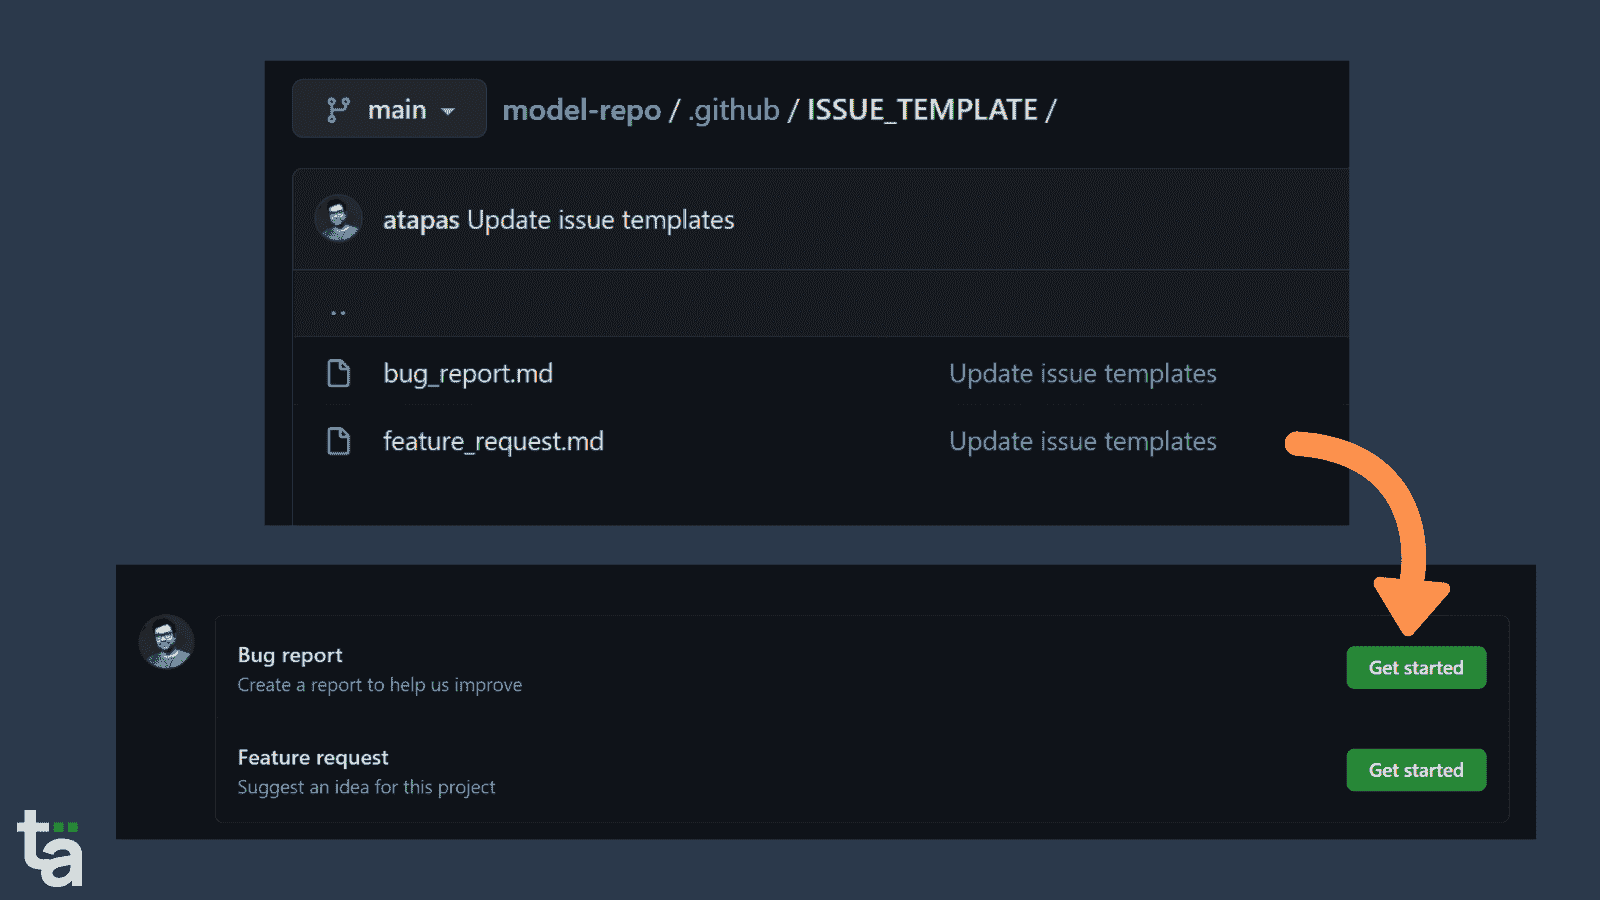 main model-repo / .github / ISSUE_TEMPLATE /
atapas Update issue templates
..
bug_report.md Update issue templates
feature_request.md Update issue templates
Bug report
Create a report to help us improve
Get started
Feature request
Suggest an idea for this project
Get started
tä